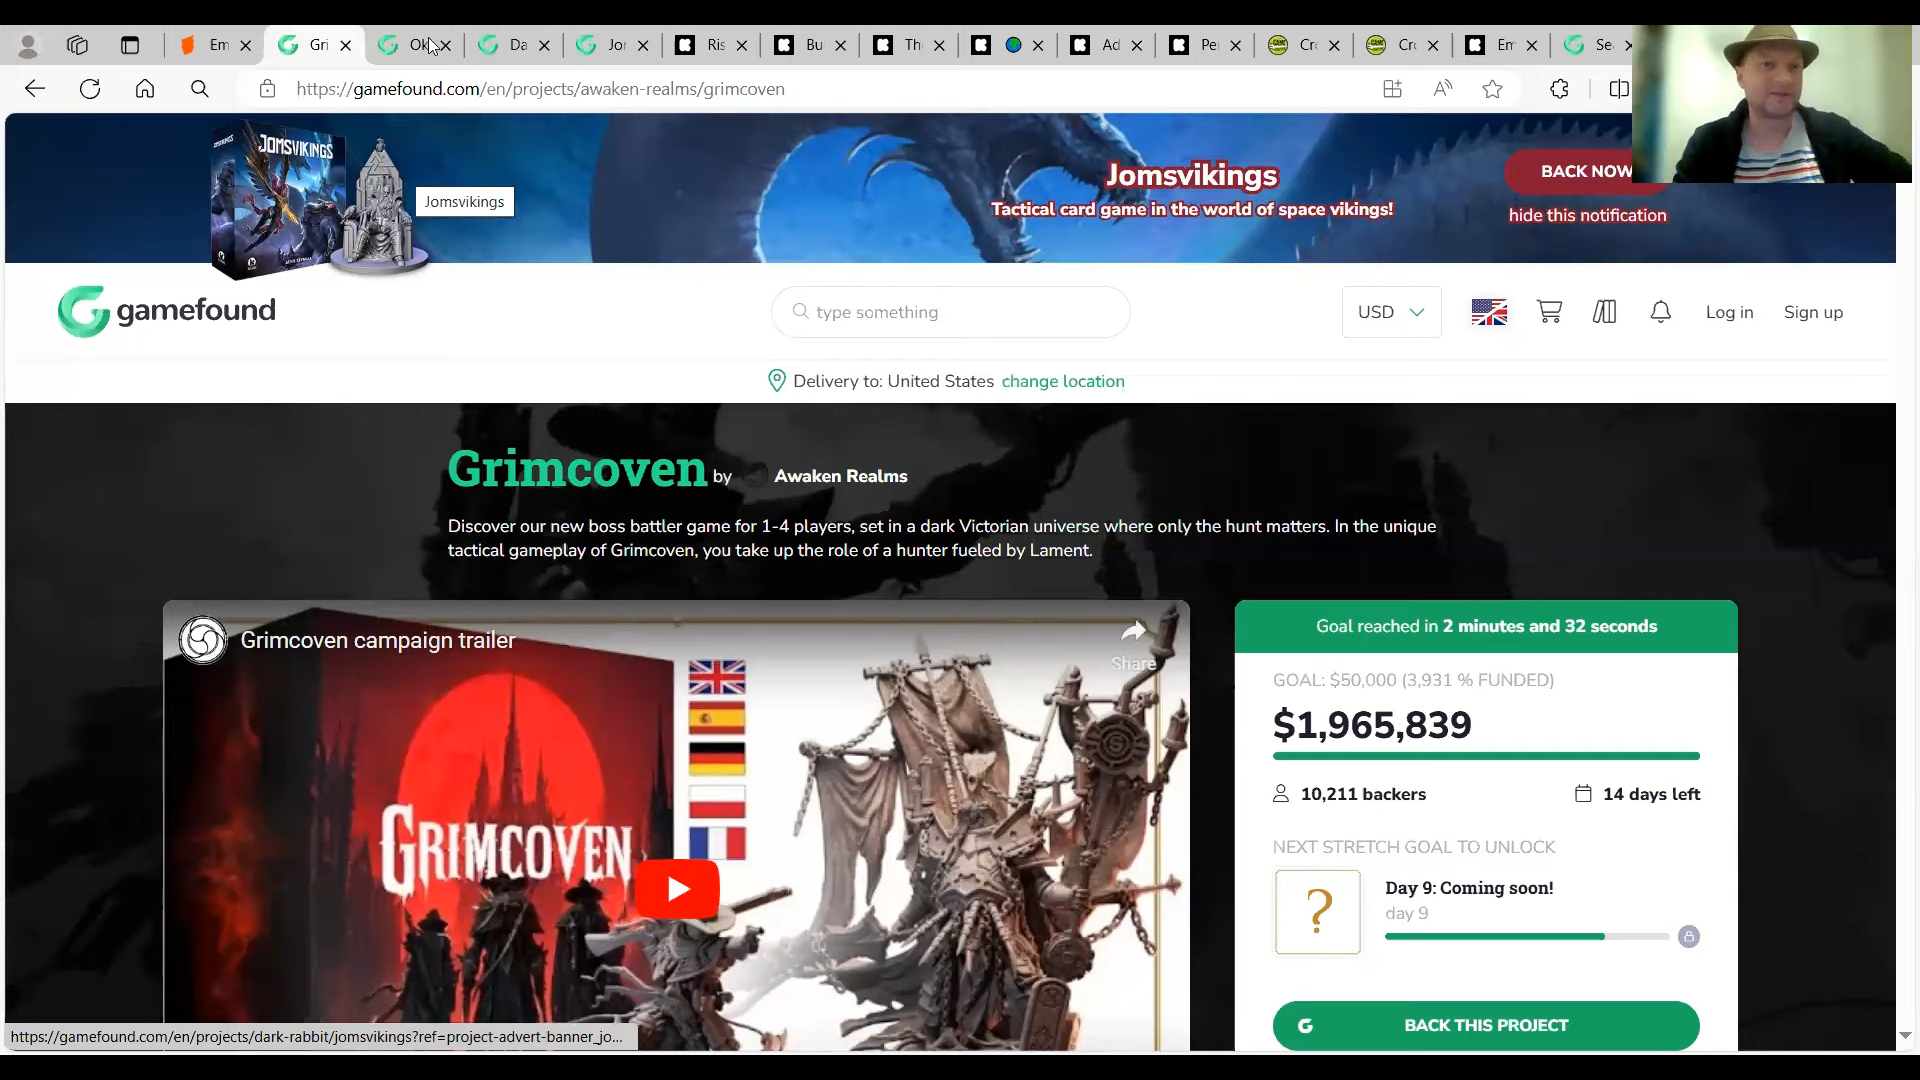 Em
Gri
Ok
Da
Jor
Ris
Bu
Th
Ad
Pe
Cr
Cr
Em
Se
https://gamefound.com/en/projects/awaken-realms/grimcoven
JOMSVIKINGS
Jomsvikings
Jomsvikings
Tactical card game in the world of space vikings!
BACK NOW
hide this notification
gamefound
type something
USD
Log in
Sign up
Delivery to: United States change location
Grimcoven by Awaken Realms
Discover our new boss battler game for 1-4 players, set in a dark Victorian universe where only the hunt matters. In the unique
tactical gameplay of Grimcoven, you take up the role of a hunter fueled by Lament.
Grimcoven campaign trailer
Share
GRIMCOVEN
Goal reached in 2 minutes and 32 seconds
GOAL: $50,000 (3,931 % FUNDED)
$1,965,839
10,211 backers
14 days left
NEXT STRETCH GOAL TO UNLOCK
?
Day 9: Coming soon!
day 9
BACK THIS PROJECT
https://gamefound.com/en/projects/dark-rabbit/jomsvikings?ref=project-advert-banner_jo...